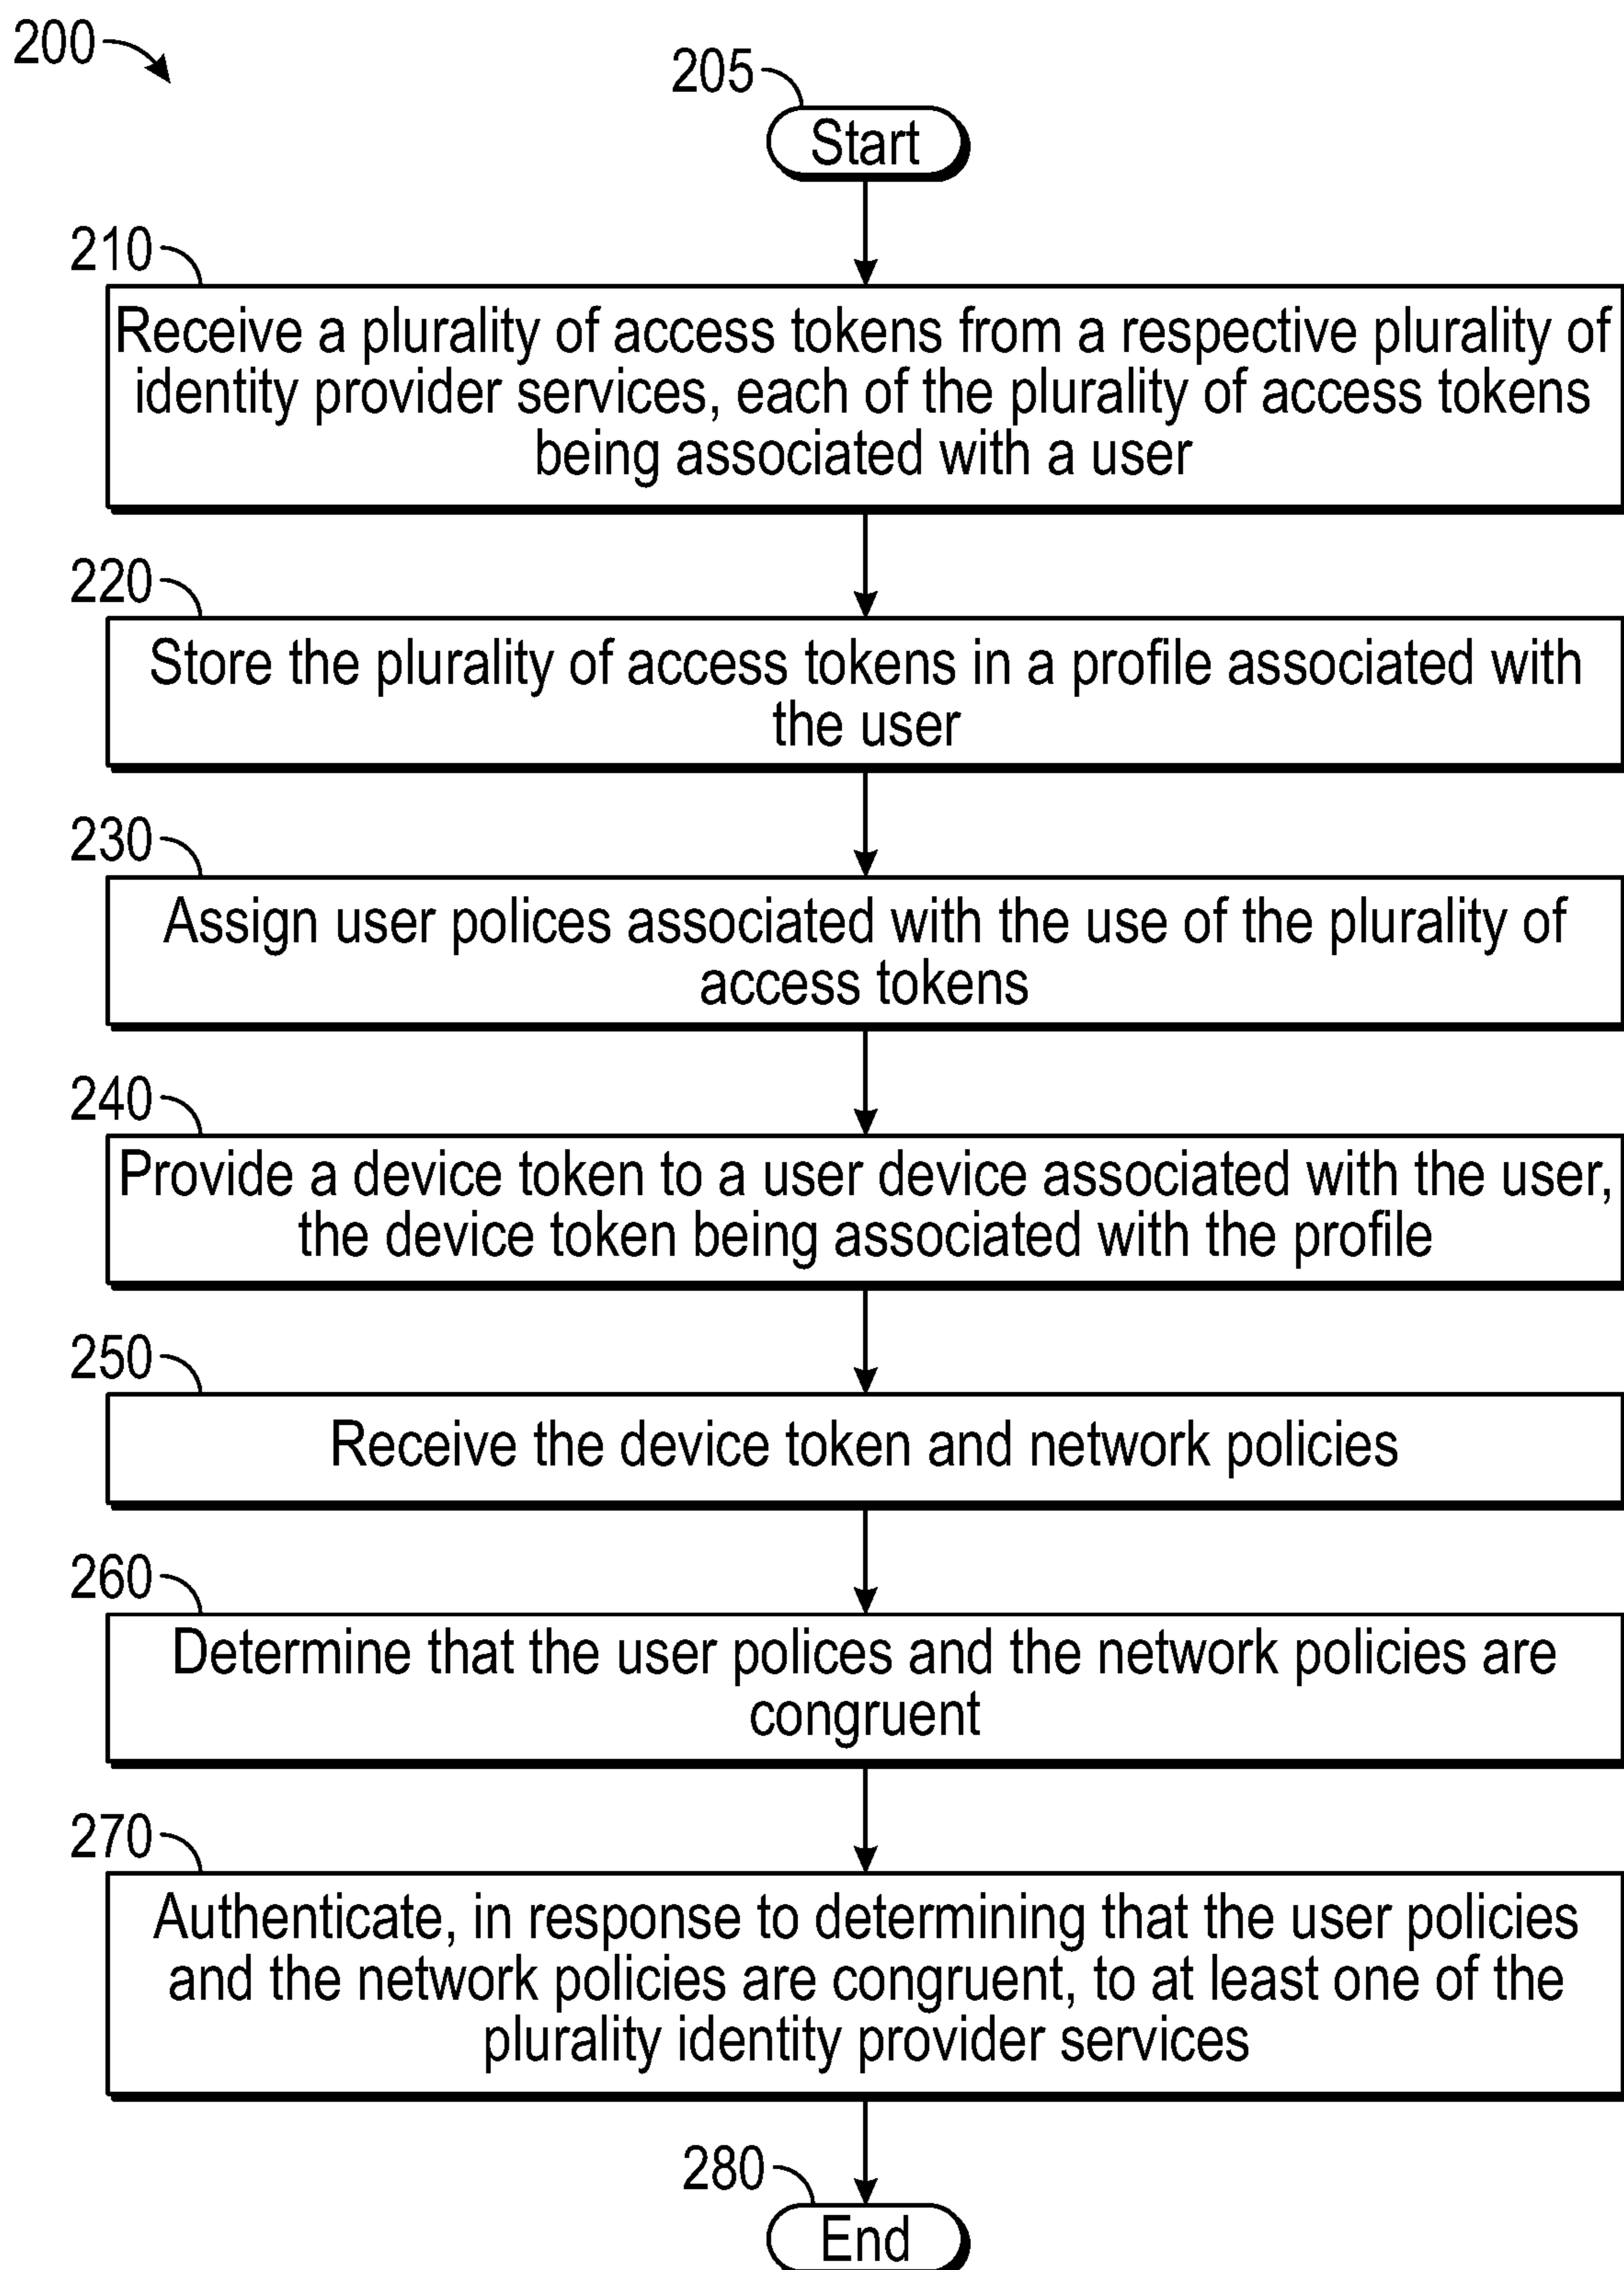 200
205
Start
210
Receive a plurality of access tokens from a respective plurality of
identity provider services, each of the plurality of access tokens
being associated with a user
220
Store the plurality of access tokens in a profile associated with
the user
230
Assign user polices associated with the use of the plurality of
access tokens
240
Provide a device token to a user device associated with the user,
the device token being associated with the profile
250
Receive the device token and network policies
260
Determine that the user polices and the network policies are
congruent
270
Authenticate, in response to determining that the user policies
and the network policies are congruent, to at least one of the
plurality identity provider services
280
End